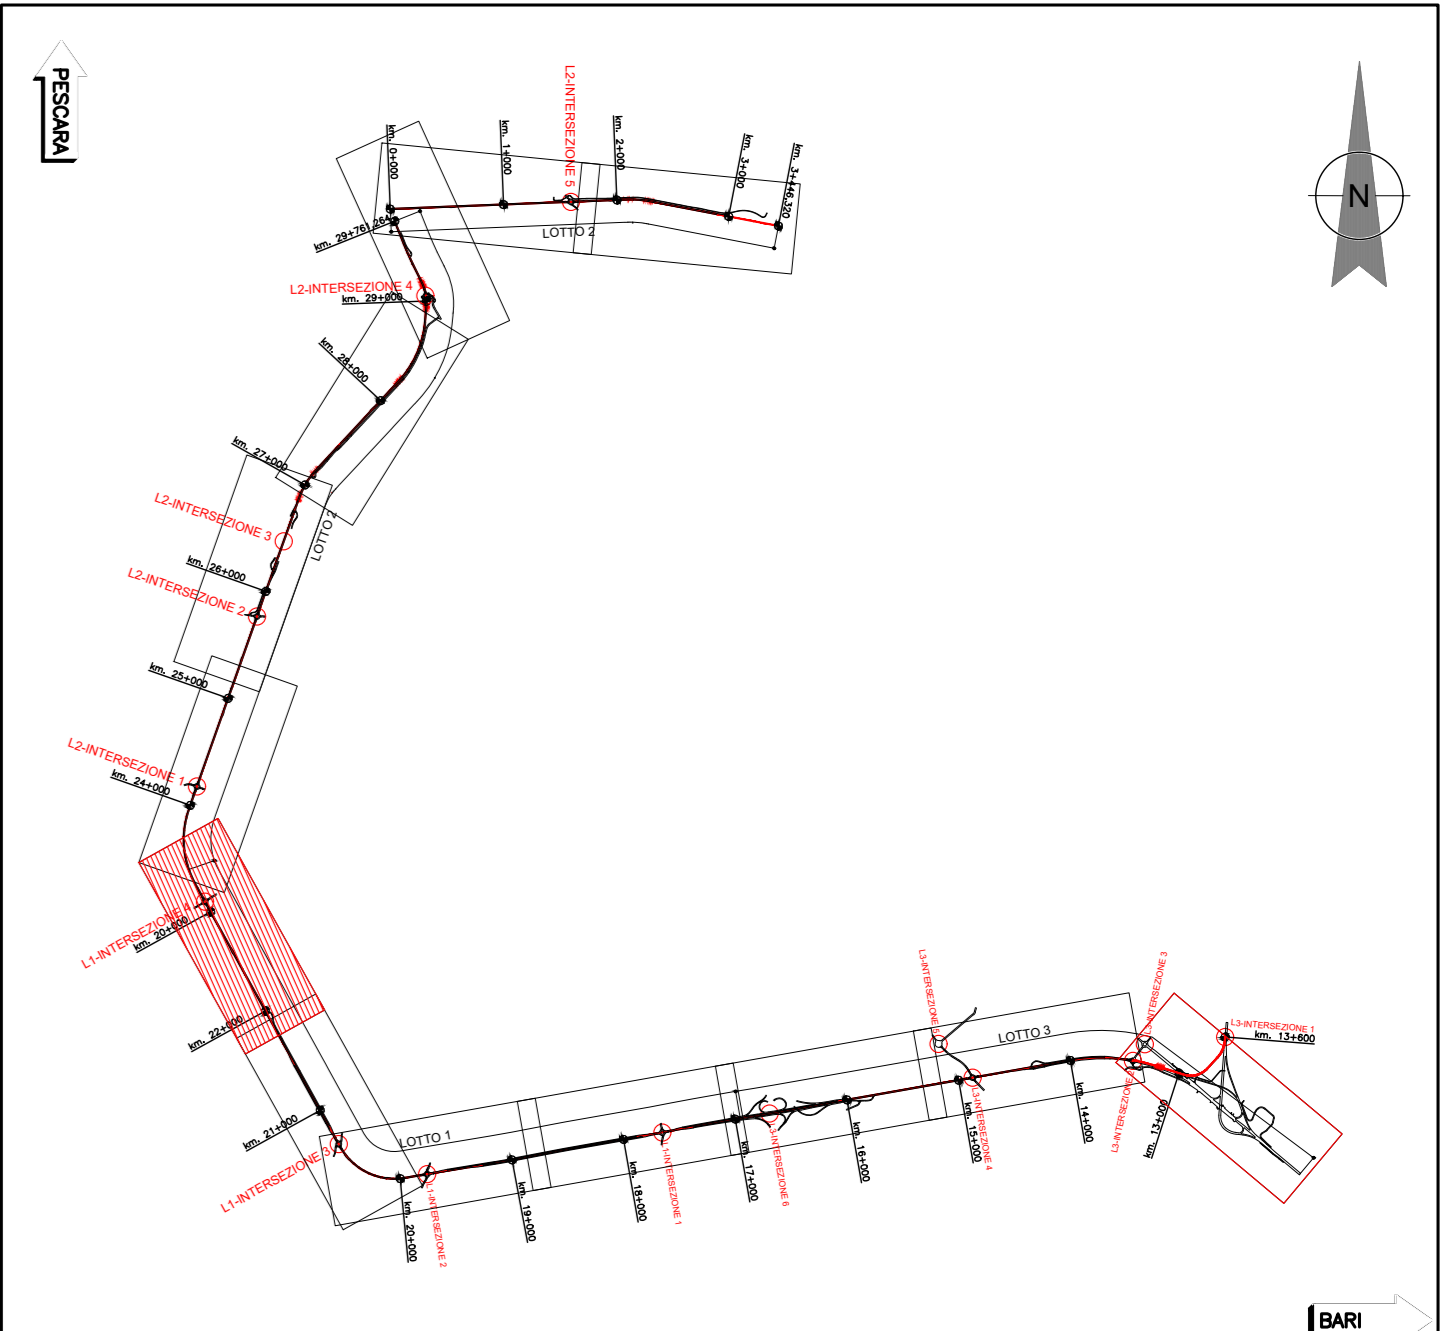 PESCARA
N
km. 0+000
km. 1+000
L2-INTERSEZIONE 5
km. 2+000
km. 3+000
km. 3+446.320
LOTTO 2
km. 29+761.264
L2-INTERSEZIONE 4
km. 29+000
km. 28+000
km. 27+000
L2-INTERSEZIONE 3
LOTTO 2
km. 26+000
L2-INTERSEZIONE 2
km. 25+000
L2-INTERSEZIONE 1
km. 24+000
L1-INTERSEZIONE 4
km. 20+000
km. 22+000
km. 21+000
L1-INTERSEZIONE 3
LOTTO 1
km. 20+000
L1-INTERSEZIONE 2
km. 19+000
km. 18+000
L1-INTERSEZIONE 1
km. 17+000
L3-INTERSEZIONE 6
km. 16+000
L3-INTERSEZIONE 5
km. 15+000
L3-INTERSEZIONE 4
LOTTO 3
km. 14+000
L3-INTERSEZIONE 3
L3-INTERSEZIONE
km. 13+000
L3-INTERSEZIONE 1
km. 13+600
BARI